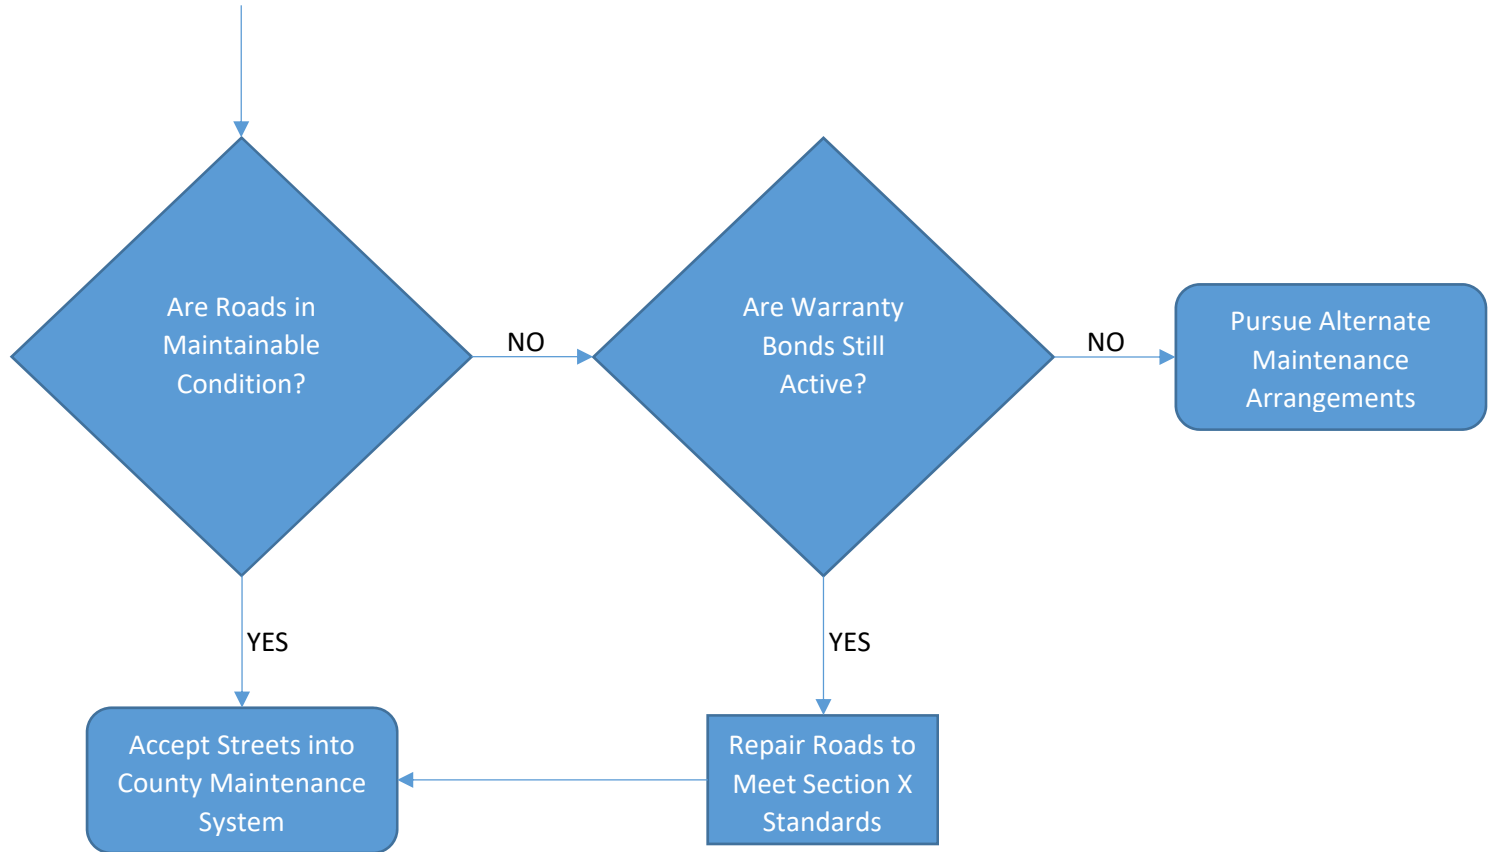 Are Roads in
Maintainable
Condition?
NO
Are Warranty
Bonds Still
Active?
NO
Pursue Alternate
Maintenance
Arrangements
YES
YES
Accept Streets into
County Maintenance
System
Repair Roads to
Meet Section X
Standards